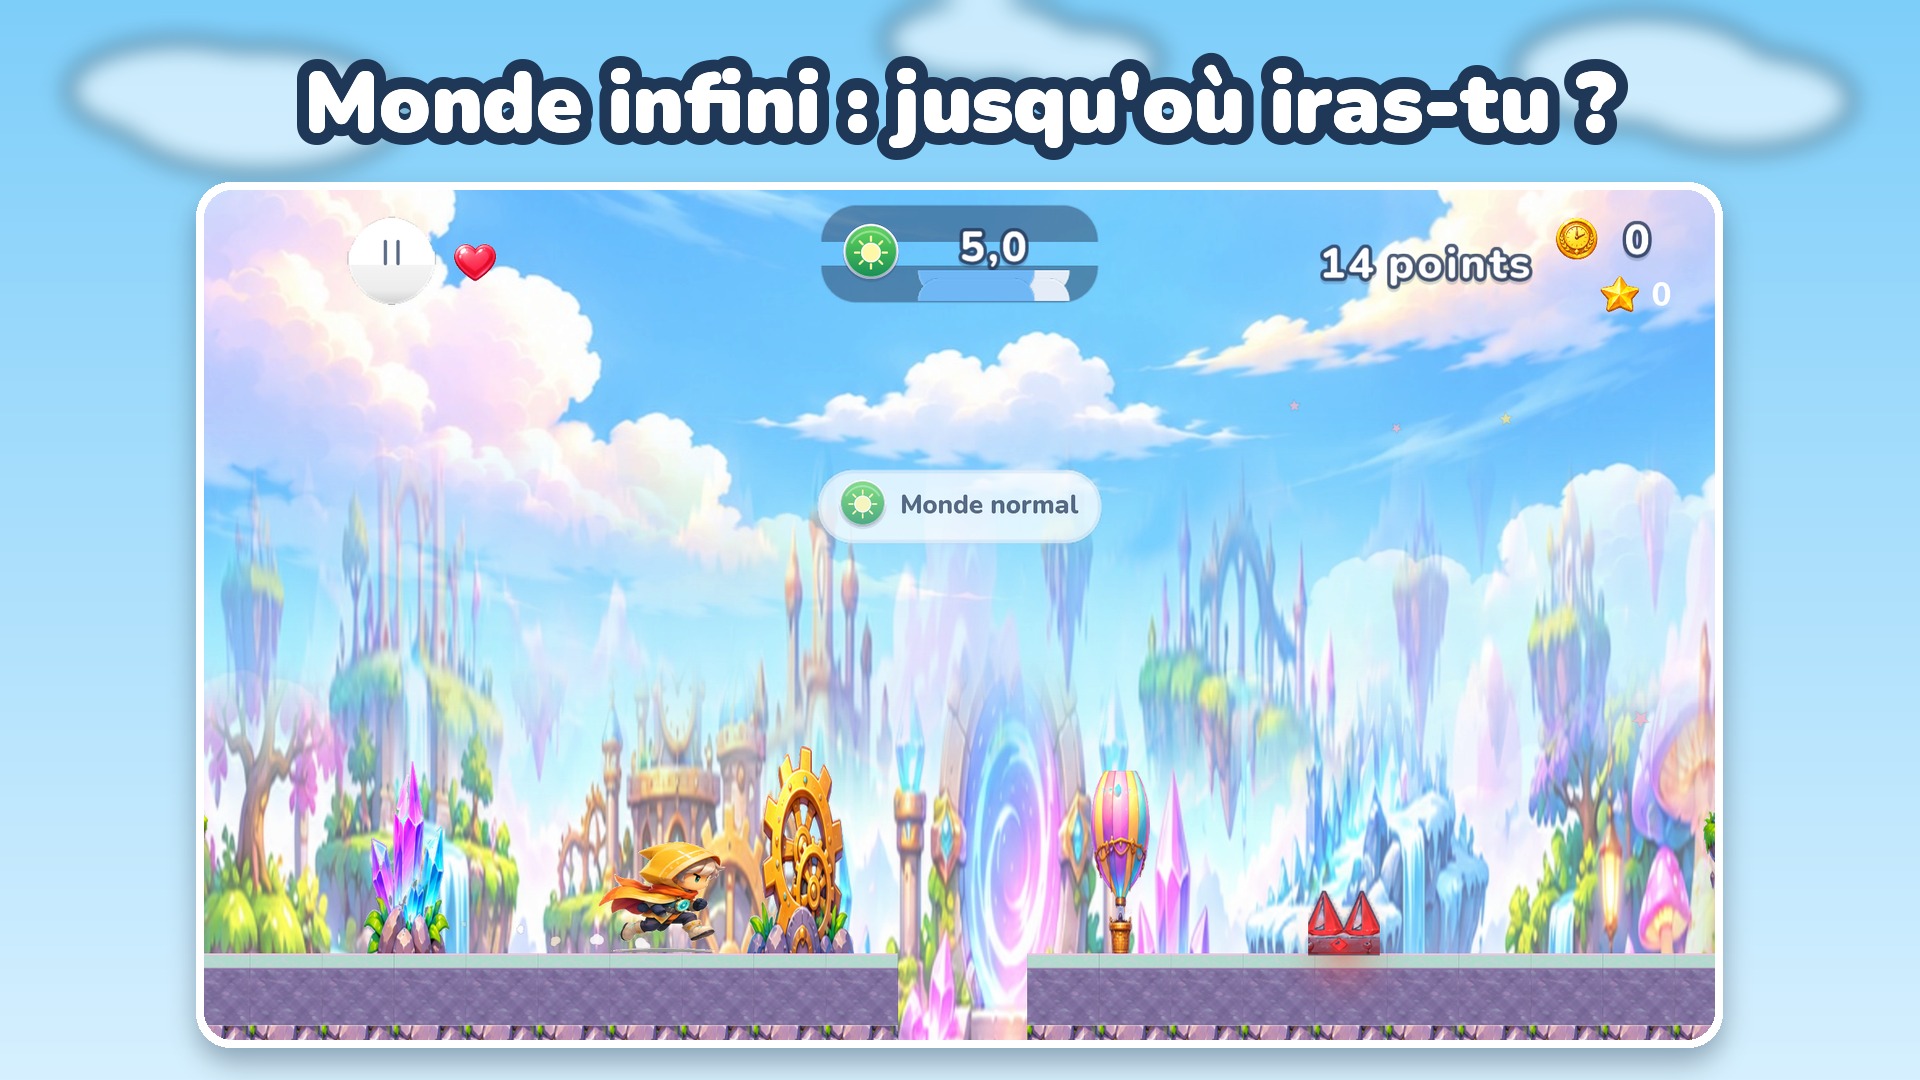 Monde infini : jusqu'où iras-tu ?
5,0
14 points
0
0
Monde normal